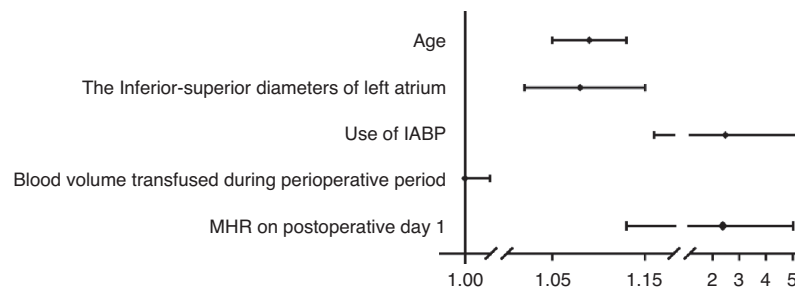 Age
The Inferior-superior diameters of left atrium
Use of IABP
Blood volume transfused during perioperative period
MHR on postoperative day 1
1.00 1.05 1.15 2 3 4 5